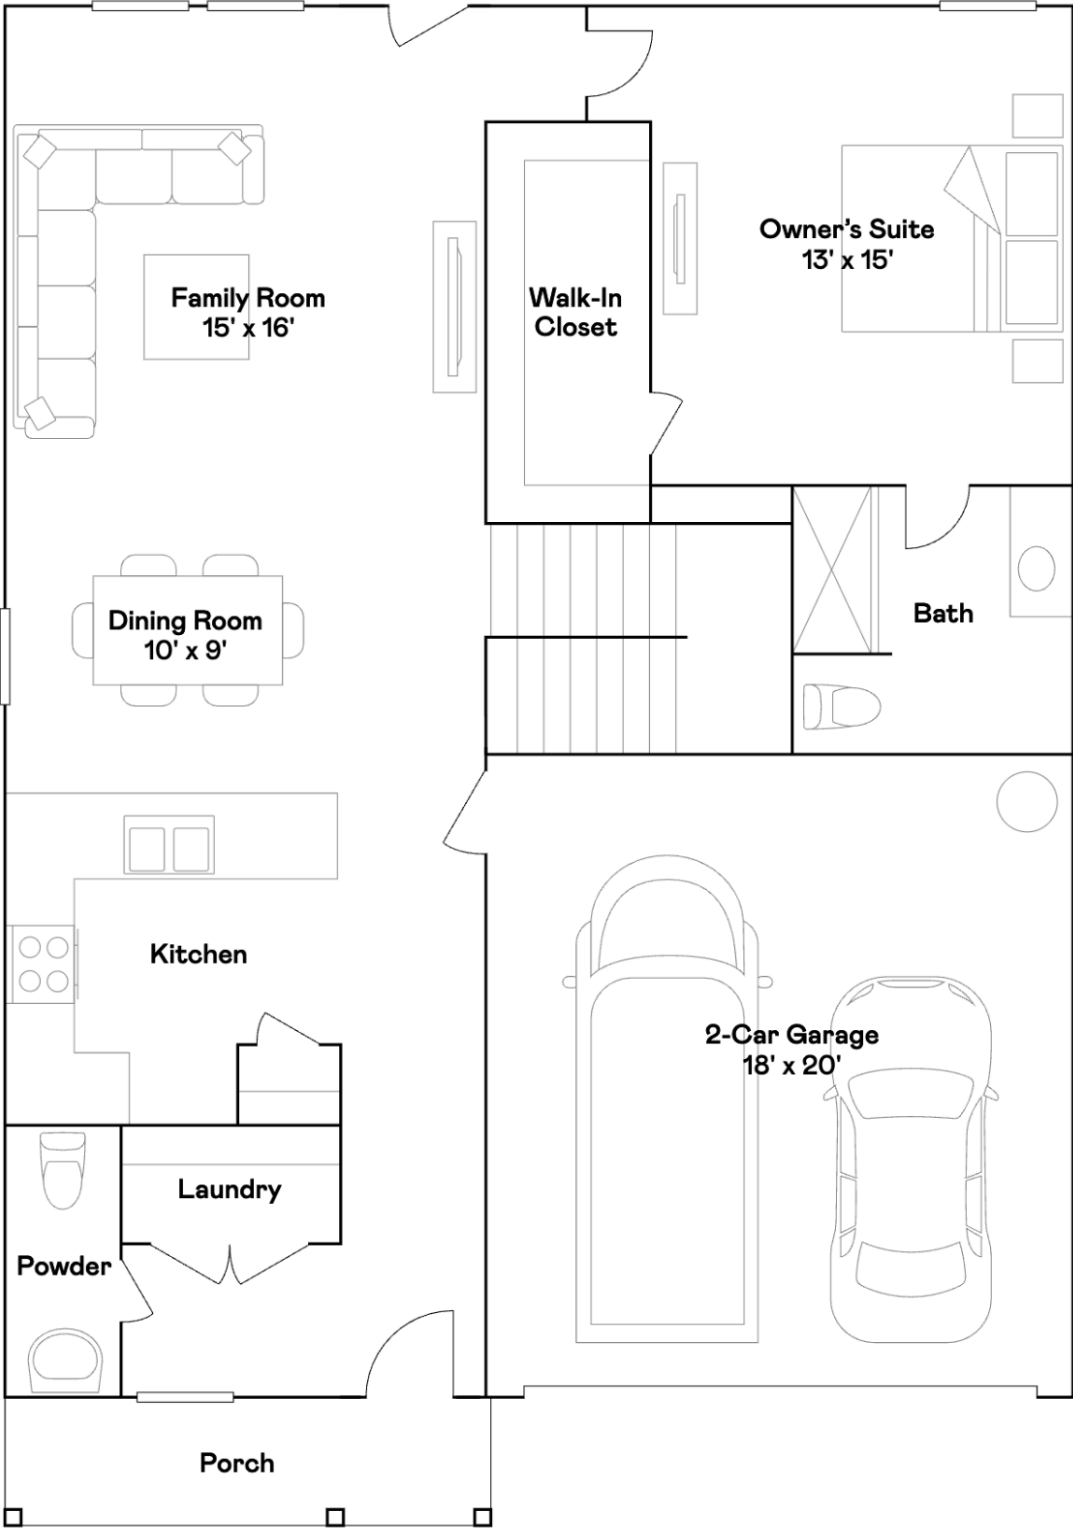 Owner's Suite
13' x 15'
Family Room
15' x 16'
Walk-In
Closet
Dining Room
10' x 9'
Bath
Kitchen
2-Car Garage
18' x 20'
Laundry
Powder
Porch